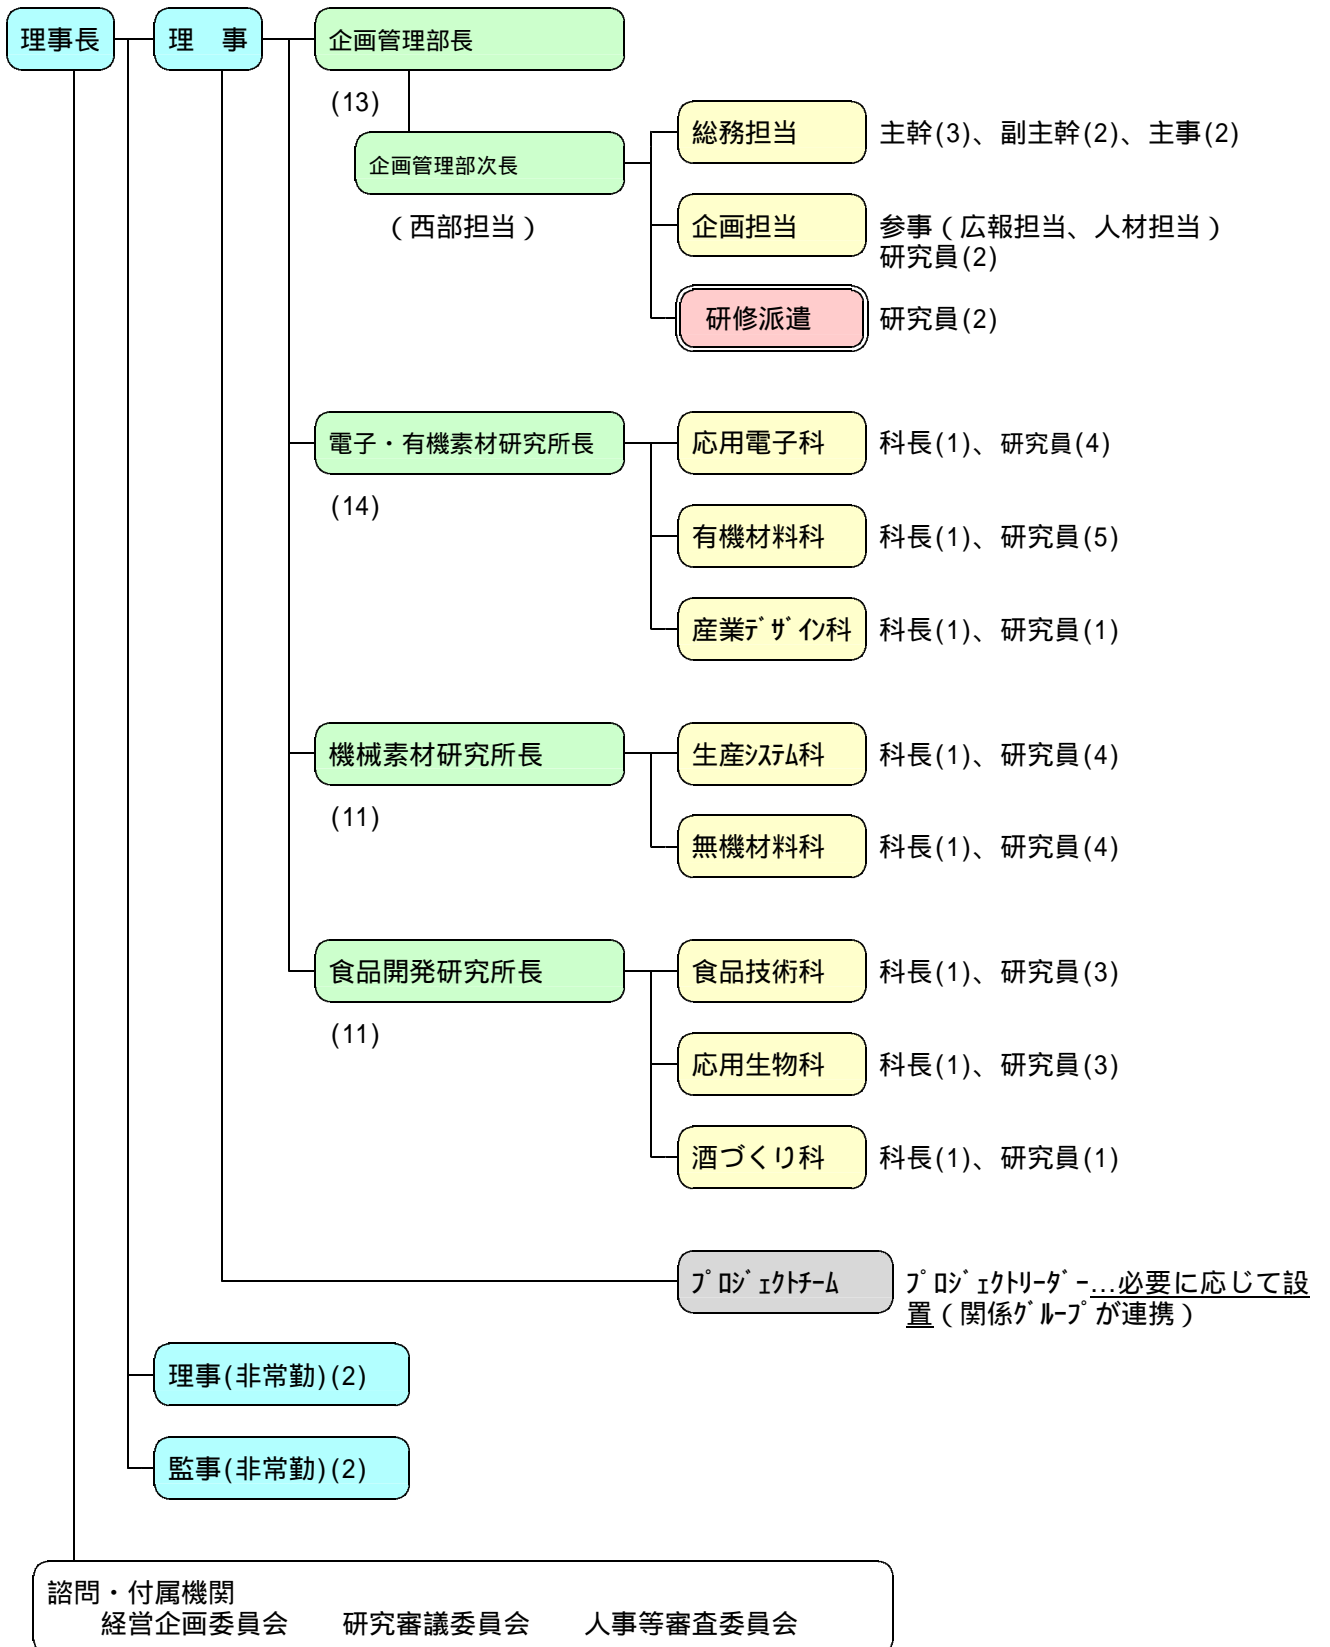 理事長
理　事
企画管理部長
(13)
企画管理部次長
（西部担当）
総務担当
主幹(3)、副主幹(2)、主事(2)
企画担当
参事（広報担当、人材担当）
研究員(2)
研修派遣
研究員(2)
電子・有機素材研究所長
(14)
応用電子科
科長(1)、研究員(4)
有機材料科
科長(1)、研究員(5)
産業ﾃﾞｻﾞｲﾝ科
科長(1)、研究員(1)
機械素材研究所長
(11)
生産ｼｽﾃﾑ科
科長(1)、研究員(4)
無機材料科
科長(1)、研究員(4)
食品開発研究所長
(11)
食品技術科
科長(1)、研究員(3)
応用生物科
科長(1)、研究員(3)
酒づくり科
科長(1)、研究員(1)
ﾌﾟﾛｼﾞｪｸﾄﾁｰﾑ
ﾌﾟﾛｼﾞｪｸﾄﾘｰﾀﾞｰ…必要に応じて設
置（関係ｸﾞﾙｰﾌﾟが連携）
理事(非常勤)(2)
監事(非常勤)(2)
諮問・付属機関
経営企画委員会　　研究審議委員会　　人事等審査委員会